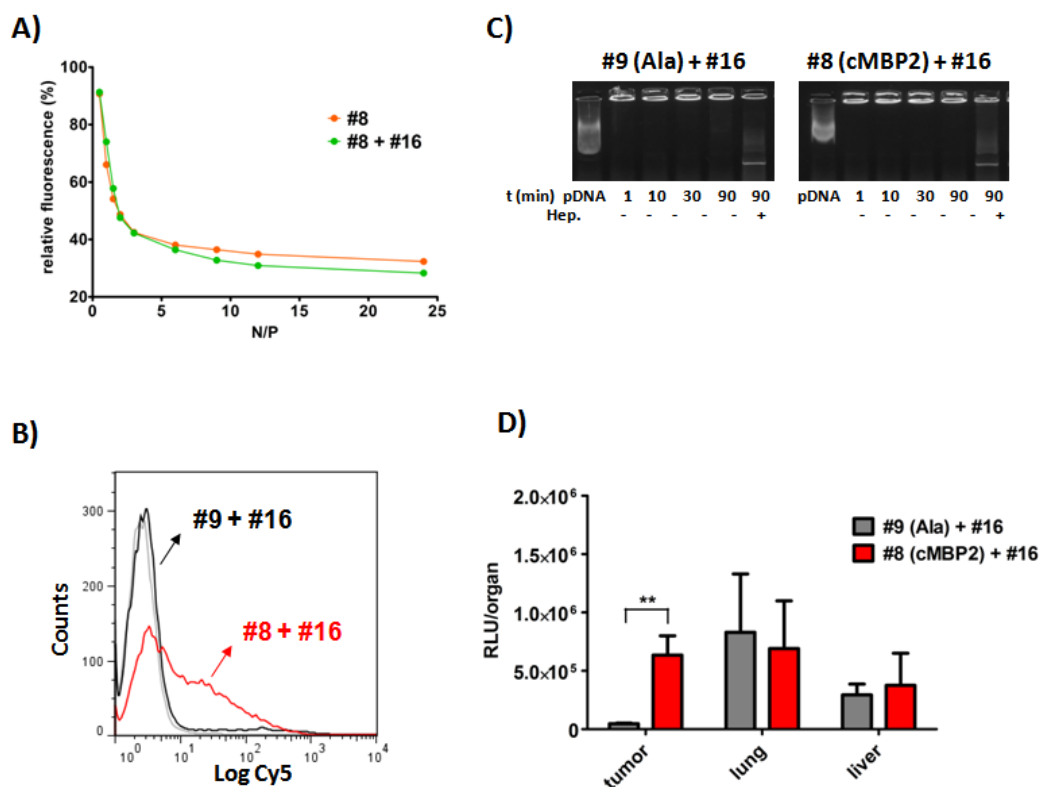 A)
relative fluorescence (%)
100
80
60
40
20
0
5
10
15
20
25
N/P
#8
#8 + #16
C)
#9 (Ala) + #16
#8 (cMBP2) + #16
t (min) pDNA 1 10 30 90 90
Hep. - - - - +
pDNA 1 10 30 90 90
- - - - +
B)
Counts
300
200
100
0
10⁰ 10¹ 10² 10³ 10⁴
Log Cy5
#9 + #16
#8 + #16
D)
RLU/organ
2.0×10⁶
1.5×10⁶
1.0×10⁶
5.0×10⁵
0
**
#9 (Ala) + #16
#8 (cMBP2) + #16
tumor
lung
liver